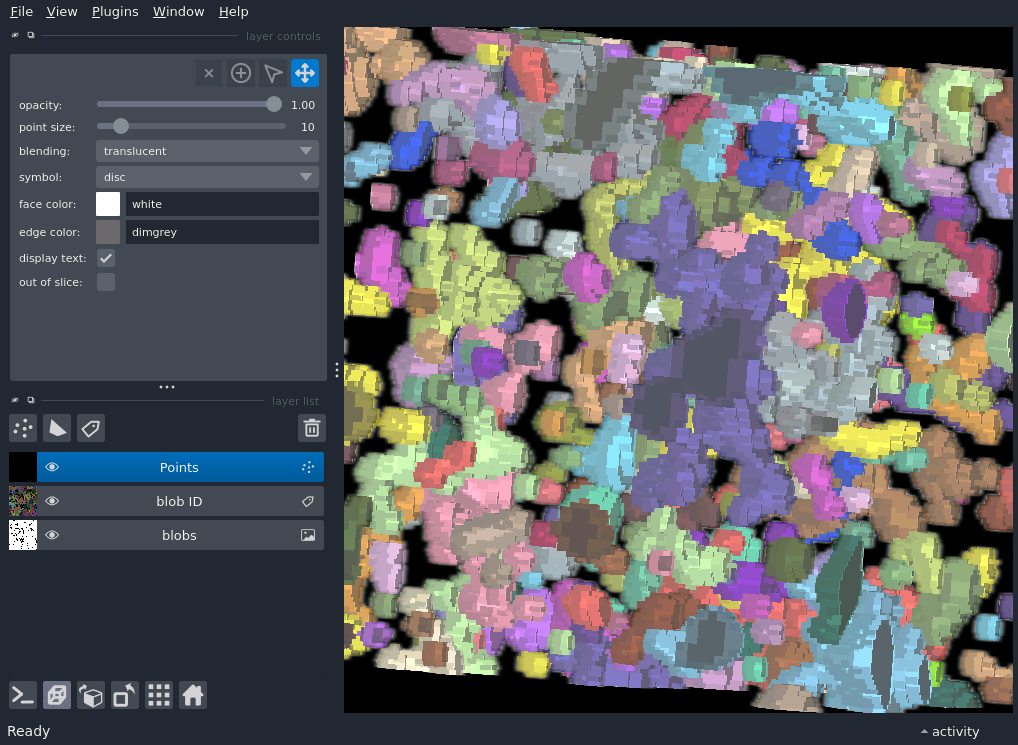 File View Plugins Window Help
layer controls
opacity: 1.00
point size: 10
blending: translucent
symbol: disc
face color: white
edge color: dimgrey
display text:
out of slice:
layer list
Points
blob ID
blobs
Ready activity